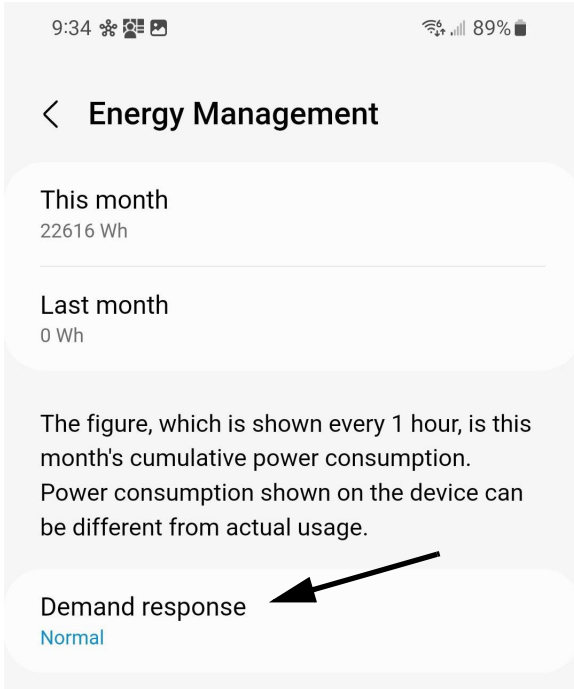 9:34 89%
Energy Management
This month
22616 Wh
Last month
0 Wh
The figure, which is shown every 1 hour, is this
month's cumulative power consumption.
Power consumption shown on the device can
be different from actual usage.
Demand response
Normal